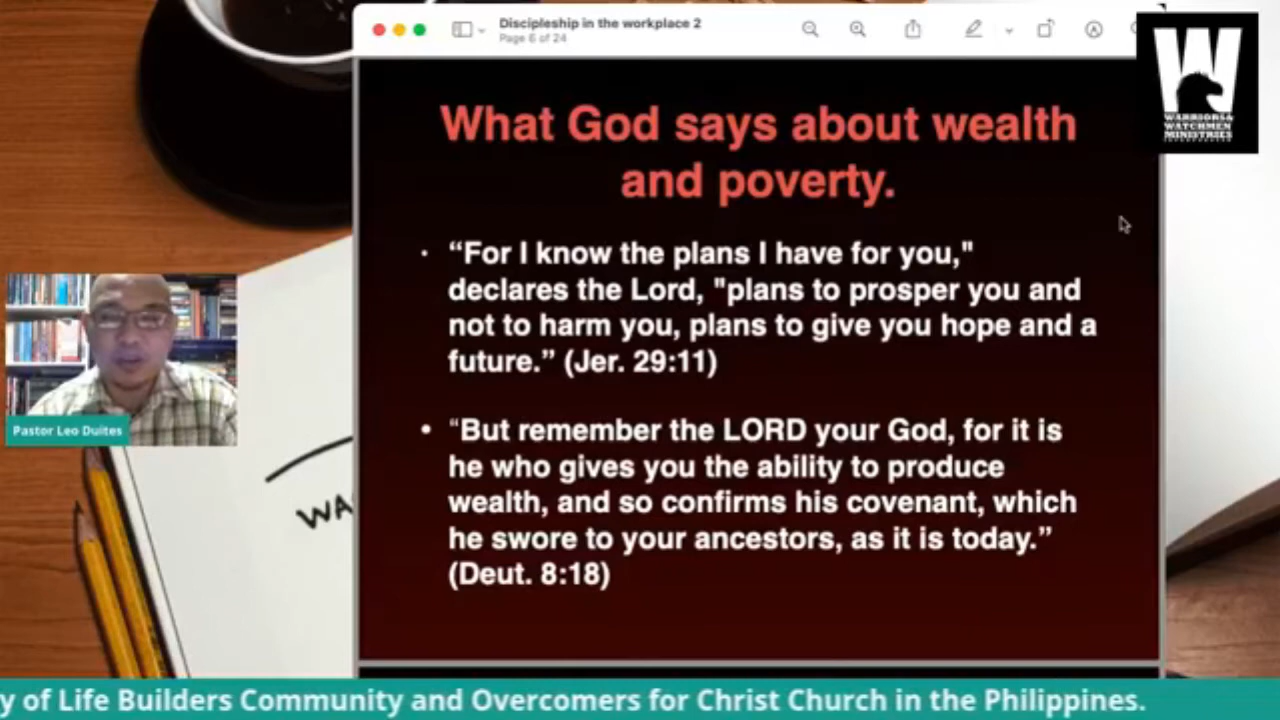 Discipleship in the workplace 2
Page 6 of 24
W
WARRIORS &
WATCHMEN
MINISTRIES
INCORPORATED
What God says about wealth
and poverty.
· “For I know the plans I have for you,"
declares the Lord, "plans to prosper you and
not to harm you, plans to give you hope and a
future.” (Jer. 29:11)
• “But remember the LORD your God, for it is
he who gives you the ability to produce
wealth, and so confirms his covenant, which
he swore to your ancestors, as it is today.”
(Deut. 8:18)
Pastor Leo Duites
WA
y of Life Builders Community and Overcomers for Christ Church in the Philippines.